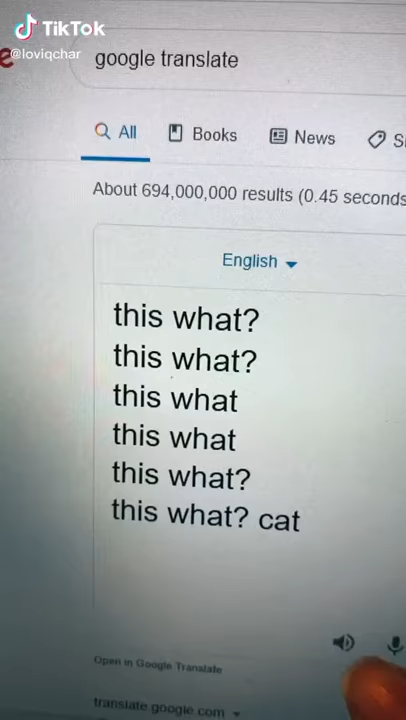 TikTok
@loviqchar
google translate
All Books News S
About 694,000,000 results (0.45 seconds
English
this what?
this what?
this what
this what
this what?
this what? cat
Open in Google Translate
translate.google.com